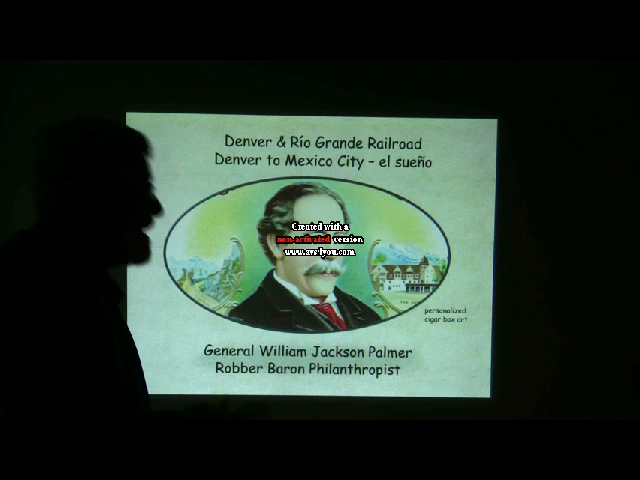 Denver & Río Grande Railroad
Denver to Mexico City - el sueño
Created with a
non-activated version
www.avs4you.com
personalized
cigar box art
General William Jackson Palmer
Robber Baron Philanthropist